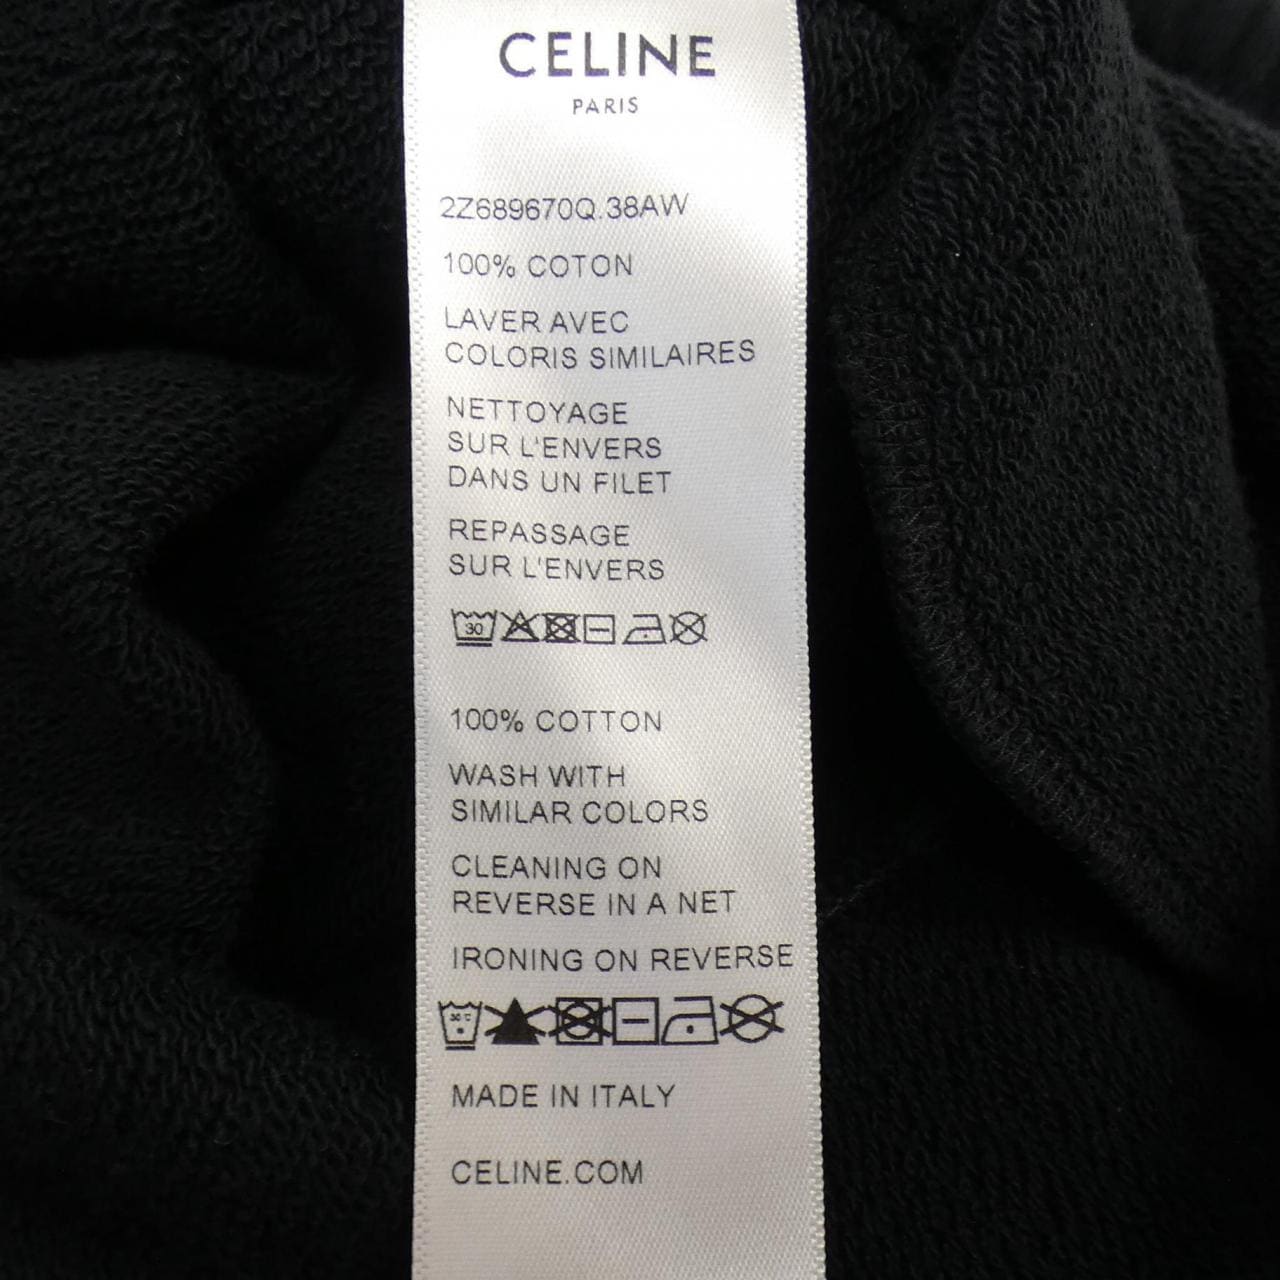 CELINE
PARIS
2Z689670Q.38AW
100% COTON
LAVER AVEC
COLORIS SIMILAIRES
NETTOYAGE
SUR L'ENVERS
DANS UN FILET
REPASSAGE
SUR L'ENVERS
30
100% COTTON
WASH WITH
SIMILAR COLORS
CLEANING ON
REVERSE IN A NET
IRONING ON REVERSE
30°C
MADE IN ITALY
CELINE.COM